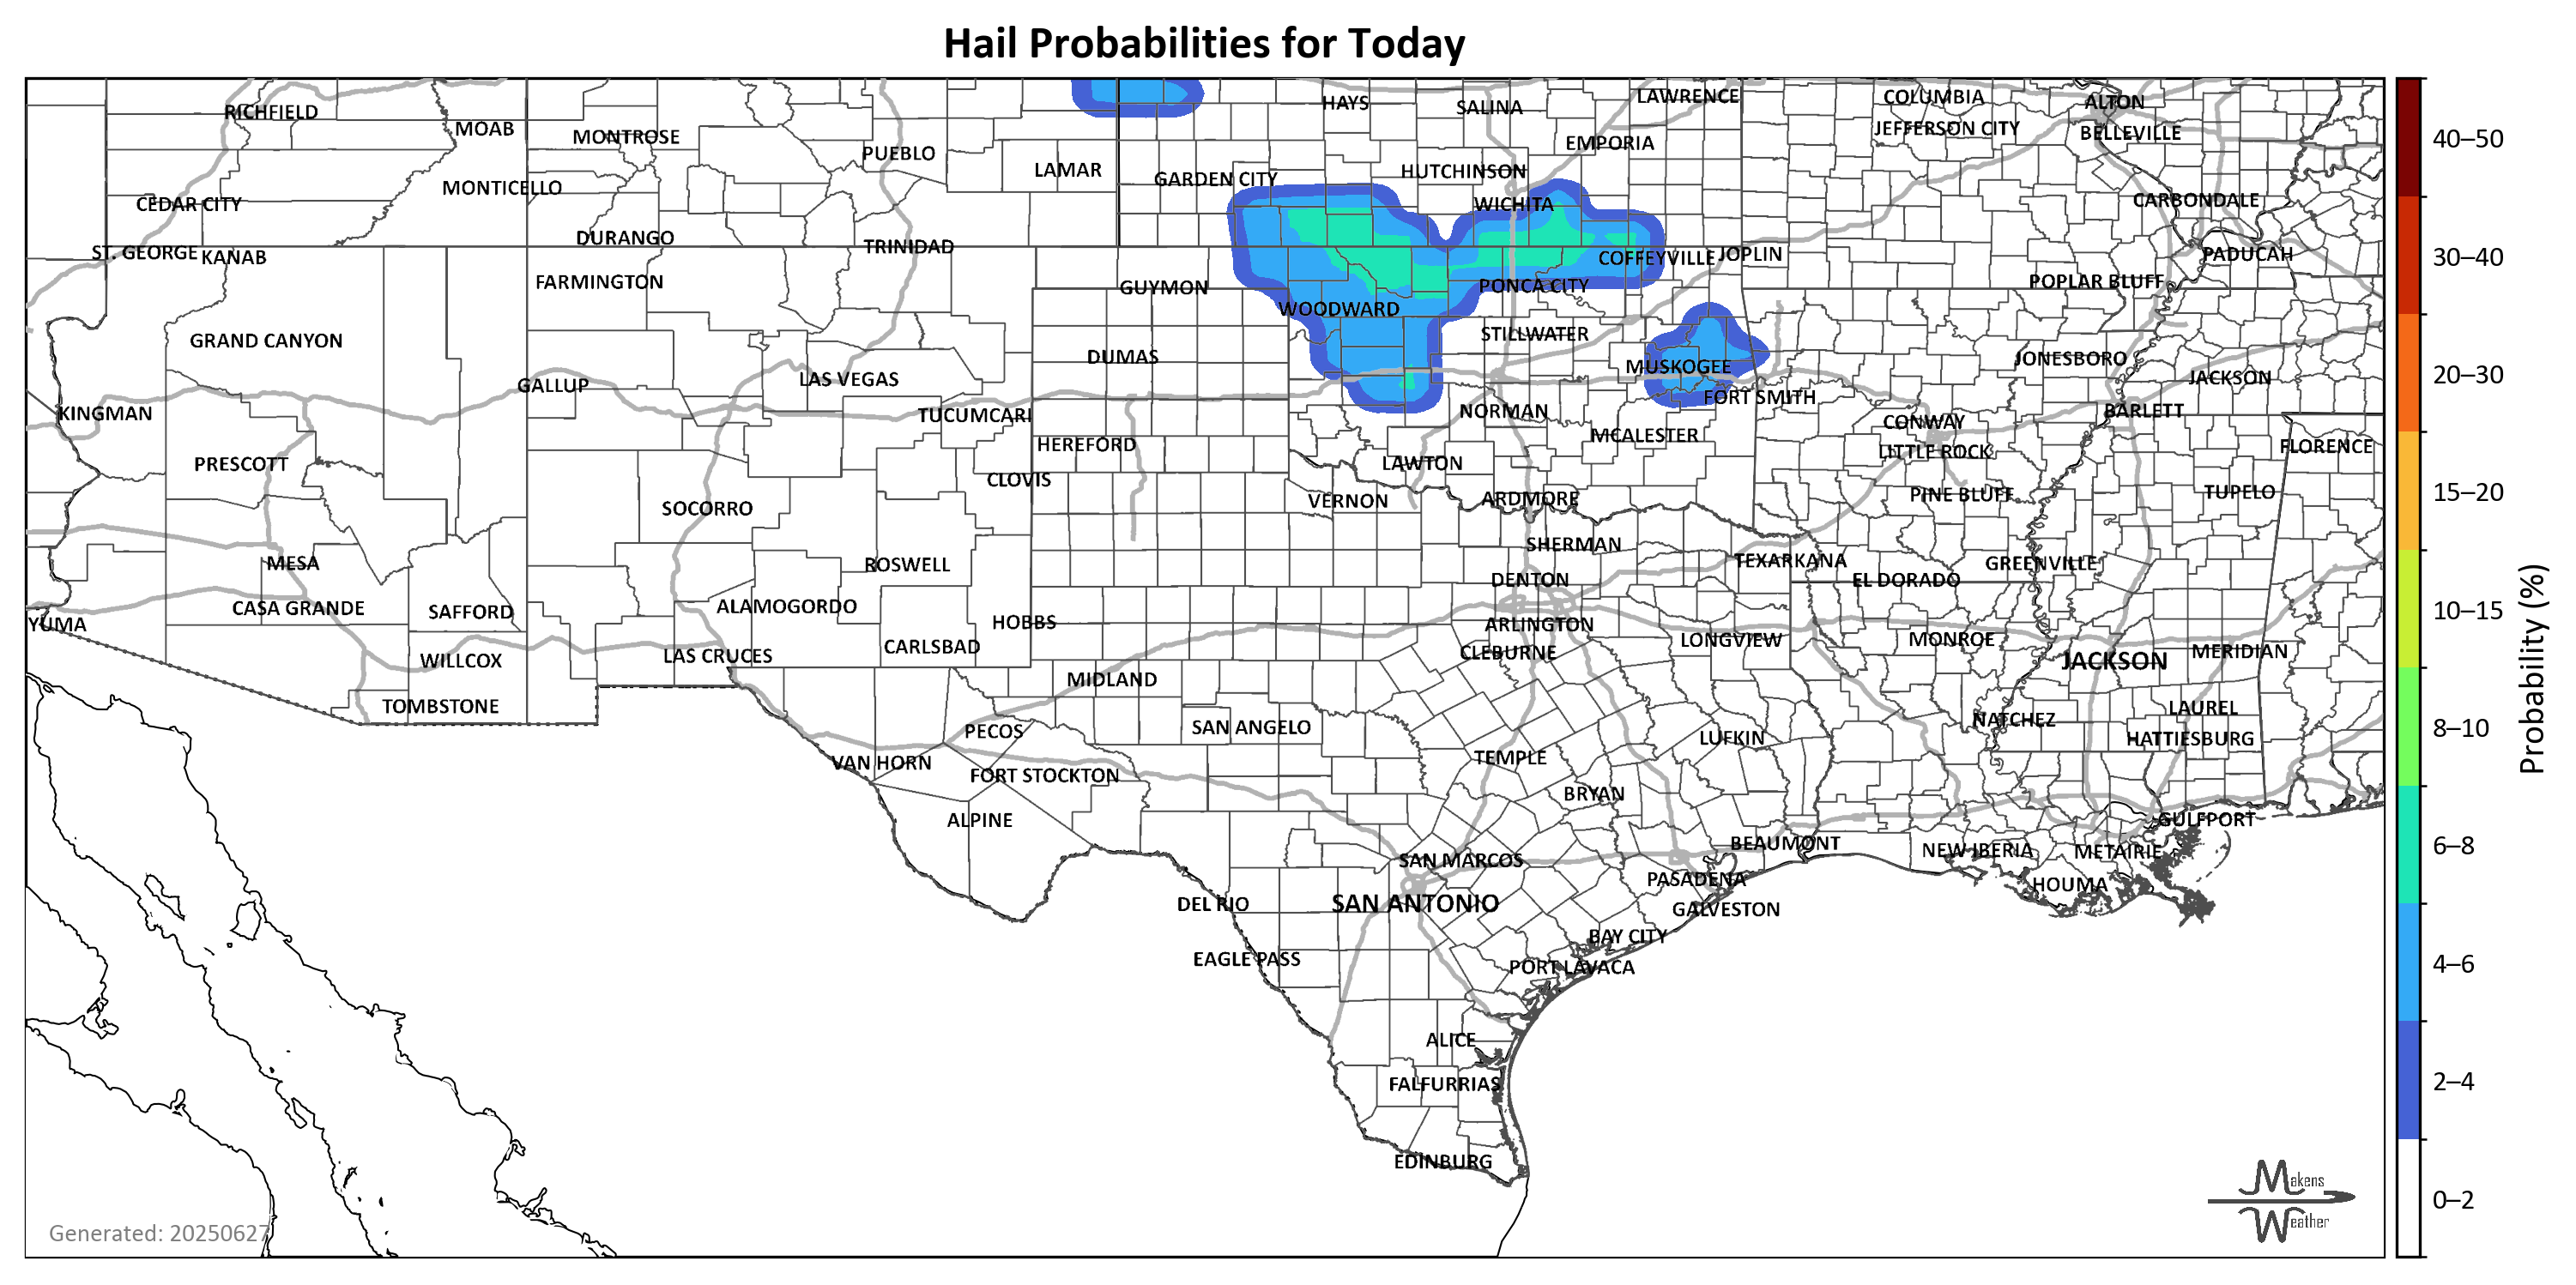 Hail Probabilities for Today
HAYS
SALINA
LAWRENCE
COLUMBIA
ALTON
RICHFIELD
MOAB
MONTROSE
JEFFERSON CITY
BELLEVILLE
EMPORIA
PUEBLO
LAMAR
GARDEN CITY
HUTCHINSON
MONTICELLO
CEDAR CITY
WICHITA
CARBONDALE
DURANGO
TRINIDAD
ST. GEORGE
KANAB
COFFEYVILLE
JOPLIN
PADUCAH
FARMINGTON
GUYMON
PONCA CITY
POPLAR BLUFF
WOODWARD
STILLWATER
GRAND CANYON
DUMAS
MUSKOGEE
JONESBORO
GALLUP
LAS VEGAS
JACKSON
KINGMAN
TUCUMCARI
NORMAN
FORT SMITH
BARLETT
CONWAY
HEREFORD
MCALESTER
LITTLE ROCK
FLORENCE
PRESCOTT
CLOVIS
LAWTON
SOCORRO
VERNON
ARDMORE
PINE BLUFF
TUPELO
SHERMAN
MESA
ROSWELL
TEXARKANA
GREENVILLE
DENTON
EL DORADO
CASA GRANDE
SAFFORD
ALAMOGORDO
YUMA
HOBBS
ARLINGTON
WILLCOX
LAS CRUCES
CARLSBAD
CLEBURNE
LONGVIEW
MONROE
JACKSON
MERIDIAN
MIDLAND
TOMBSTONE
PECOS
SAN ANGELO
NATCHEZ
LAUREL
LUFKIN
HATTIESBURG
VAN HORN
FORT STOCKTON
TEMPLE
BRYAN
ALPINE
GULFPORT
SAN MARCOS
BEAUMONT
NEW IBERIA
METAIRIE
PASADENA
HOUMA
DEL RIO
SAN ANTONIO
GALVESTON
BAY CITY
EAGLE PASS
PORT LAVACA
ALICE
FALFURRIAS
EDINBURG
Generated: 20250627
Makens
Weather
40–50
30–40
20–30
15–20
10–15
8–10
6–8
4–6
2–4
0–2
Probability (%)